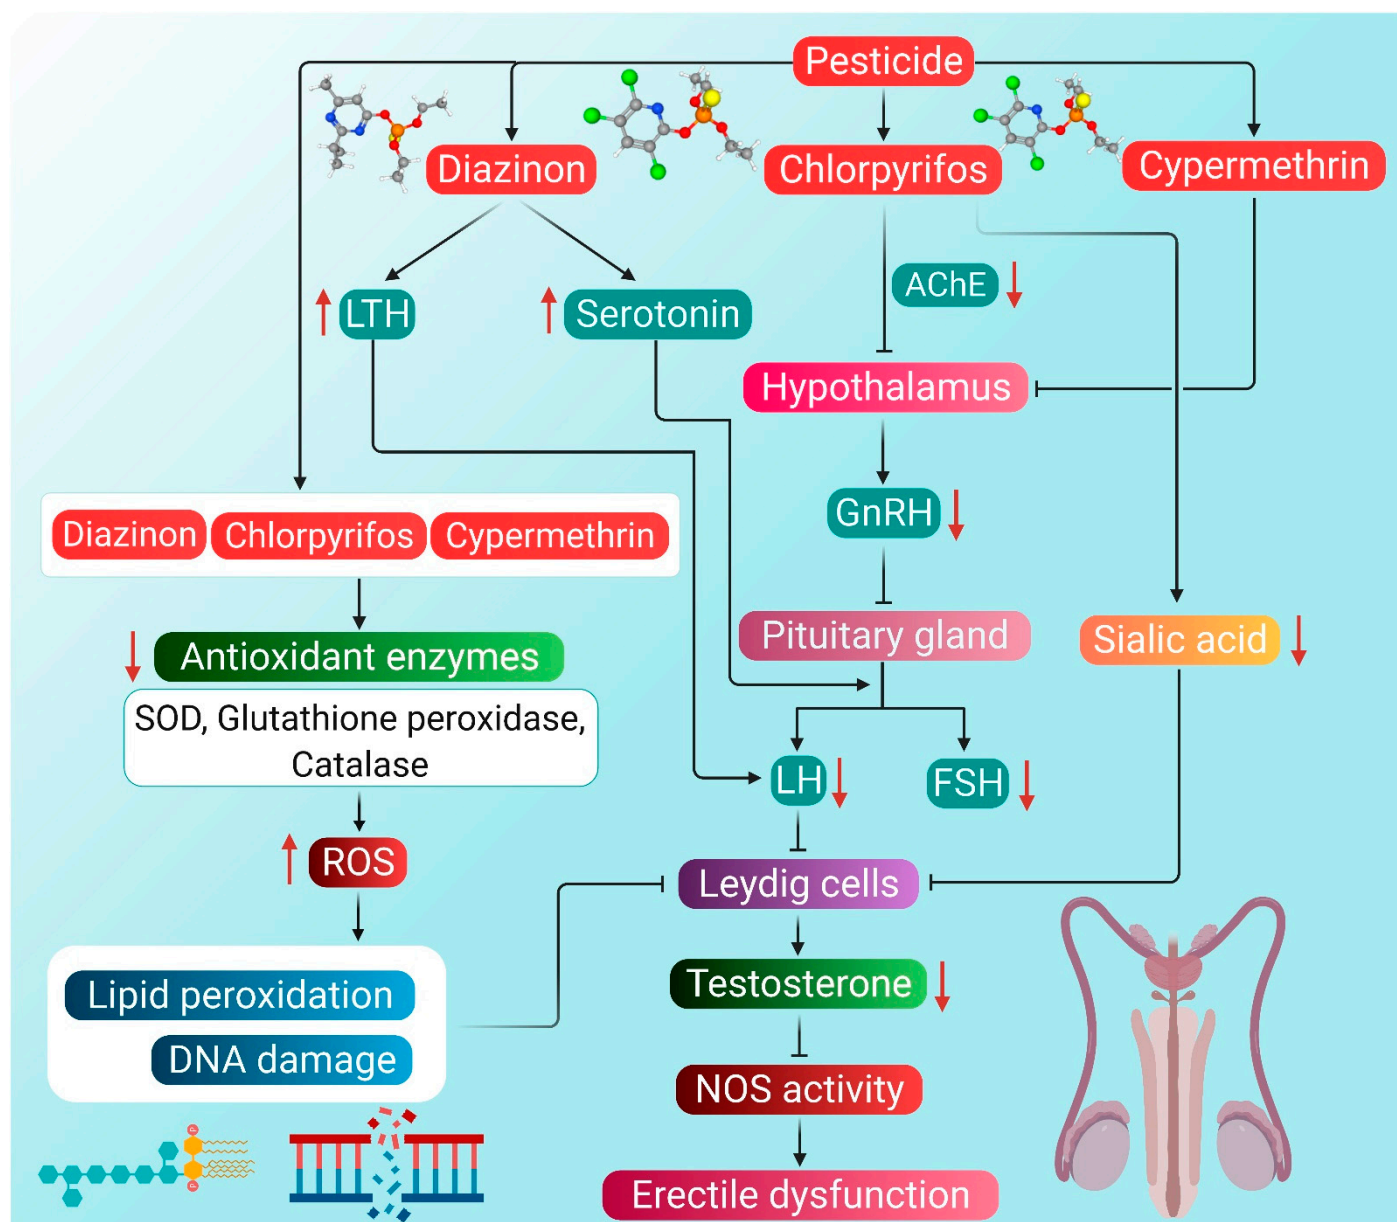 Pesticide
Diazinon
Chlorpyrifos
Cypermethrin
AChE
LTH
Serotonin
Hypothalamus
GnRH
Diazinon
Chlorpyrifos
Cypermethrin
Pituitary gland
Sialic acid
Antioxidant enzymes
SOD, Glutathione peroxidase,
Catalase
LH
FSH
ROS
Leydig cells
Lipid peroxidation
Testosterone
DNA damage
NOS activity
P
P
Erectile dysfunction